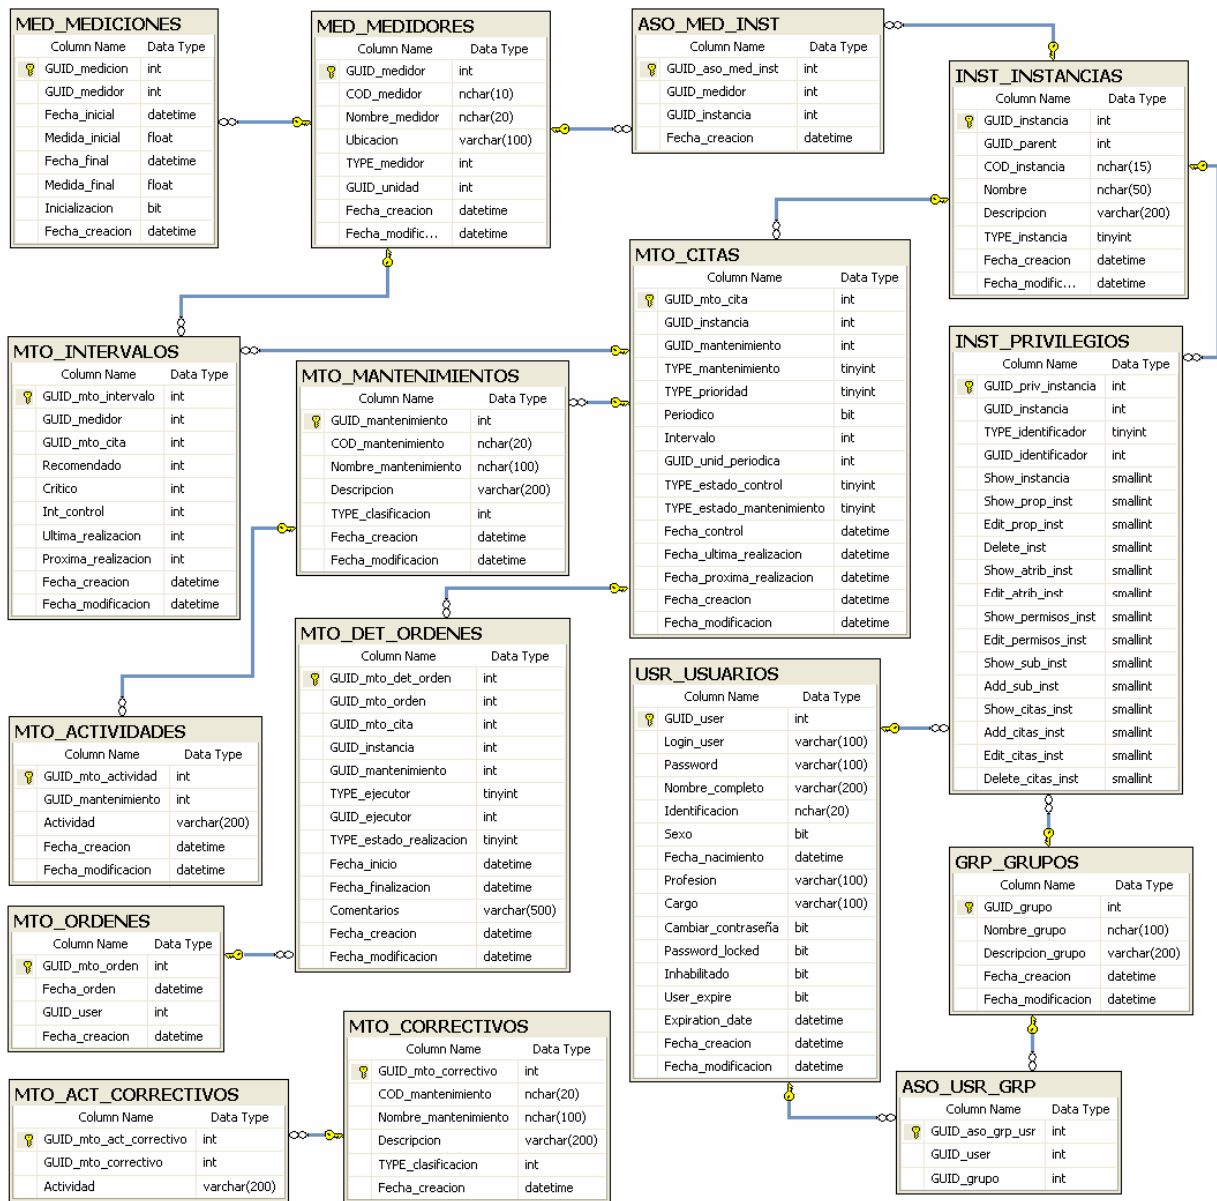 MED_MEDICIONES
Column Name Data Type
GUID_medicion int
GUID_medidor int
Fecha_inicial datetime
Medida_inicial float
Fecha_final datetime
Medida_final float
Inicializacion bit
Fecha_creacion datetime
MED_MEDIDORES
Column Name Data Type
GUID_medidor int
COD_medidor nchar(10)
Nombre_medidor nchar(20)
Ubicacion varchar(100)
TYPE_medidor int
GUID_unidad int
Fecha_creacion datetime
Fecha_modific... datetime
ASO_MED_INST
Column Name Data Type
GUID_aso_med_inst int
GUID_medidor int
GUID_instancia int
Fecha_creacion datetime
INST_INSTANCIAS
Column Name Data Type
GUID_instancia int
GUID_parent int
COD_instancia nchar(15)
Nombre nchar(50)
Descripcion varchar(200)
TYPE_instancia tinyint
Fecha_creacion datetime
Fecha_modific... datetime
MTO_INTERVALOS
Column Name Data Type
GUID_mto_intervalo int
GUID_medidor int
GUID_mto_cita int
Recomendado int
Critico int
Int_control int
Ultima_realizacion int
Proxima_realizacion int
Fecha_creacion datetime
Fecha_modificacion datetime
MTO_MANTENIMIENTOS
Column Name Data Type
GUID_mantenimiento int
COD_mantenimiento nchar(20)
Nombre_mantenimiento nchar(100)
Descripcion varchar(200)
TYPE_clasificacion int
Fecha_creacion datetime
Fecha_modificacion datetime
MTO_CITAS
Column Name Data Type
GUID_mto_cita int
GUID_instancia int
GUID_mantenimiento int
TYPE_mantenimiento tinyint
TYPE_prioridad tinyint
Periodico bit
Intervalo int
GUID_unid_periodica int
TYPE_estado_control tinyint
TYPE_estado_mantenimiento tinyint
Fecha_control datetime
Fecha_ultima_realizacion datetime
Fecha_proxima_realizacion datetime
Fecha_creacion datetime
Fecha_modificacion datetime
INST_PRIVILEGIOS
Column Name Data Type
GUID_priv_instancia int
GUID_instancia int
TYPE_identificador tinyint
GUID_identificador int
Show_instancia smallint
Show_prop_inst smallint
Edit_prop_inst smallint
Delete_inst smallint
Show_atrib_inst smallint
Edit_atrib_inst smallint
Show_permisos_inst smallint
Edit_permisos_inst smallint
Show_sub_inst smallint
Add_sub_inst smallint
Show_citas_inst smallint
Add_citas_inst smallint
Edit_citas_inst smallint
Delete_citas_inst smallint
MTO_DET_ORDENES
Column Name Data Type
GUID_mto_det_orden int
GUID_mto_orden int
GUID_mto_cita int
GUID_instancia int
GUID_mantenimiento int
TYPE_ejecutor tinyint
GUID_ejecutor int
TYPE_estado_realizacion tinyint
Fecha_inicio datetime
Fecha_finalizacion datetime
Comentarios varchar(500)
Fecha_creacion datetime
Fecha_modificacion datetime
USR_USUARIOS
Column Name Data Type
GUID_user int
Login_user varchar(100)
Password varchar(100)
Nombre_completo varchar(200)
Identificacion nchar(20)
Sexo bit
Fecha_nacimiento datetime
Profesion varchar(100)
Cargo varchar(100)
Cambiar_contraseña bit
Password_locked bit
Inhabilitado bit
User_expire bit
Expiration_date datetime
Fecha_creacion datetime
Fecha_modificacion datetime
MTO_ACTIVIDADES
Column Name Data Type
GUID_mto_actividad int
GUID_mantenimiento int
Actividad varchar(200)
Fecha_creacion datetime
Fecha_modificacion datetime
GRP_GRUPOS
Column Name Data Type
GUID_grupo int
Nombre_grupo nchar(100)
Descripcion_grupo varchar(200)
Fecha_creacion datetime
Fecha_modificacion datetime
MTO_ORDENES
Column Name Data Type
GUID_mto_orden int
Fecha_orden datetime
GUID_user int
Fecha_creacion datetime
MTO_CORRECTIVOS
Column Name Data Type
GUID_mto_correctivo int
COD_mantenimiento nchar(20)
Nombre_mantenimiento nchar(100)
Descripcion varchar(200)
TYPE_clasificacion int
Fecha_creacion datetime
MTO_ACT_CORRECTIVOS
Column Name Data Type
GUID_mto_act_correctivo int
GUID_mto_correctivo int
Actividad varchar(200)
ASO_USR_GRP
Column Name Data Type
GUID_aso_grp_usr int
GUID_user int
GUID_grupo int